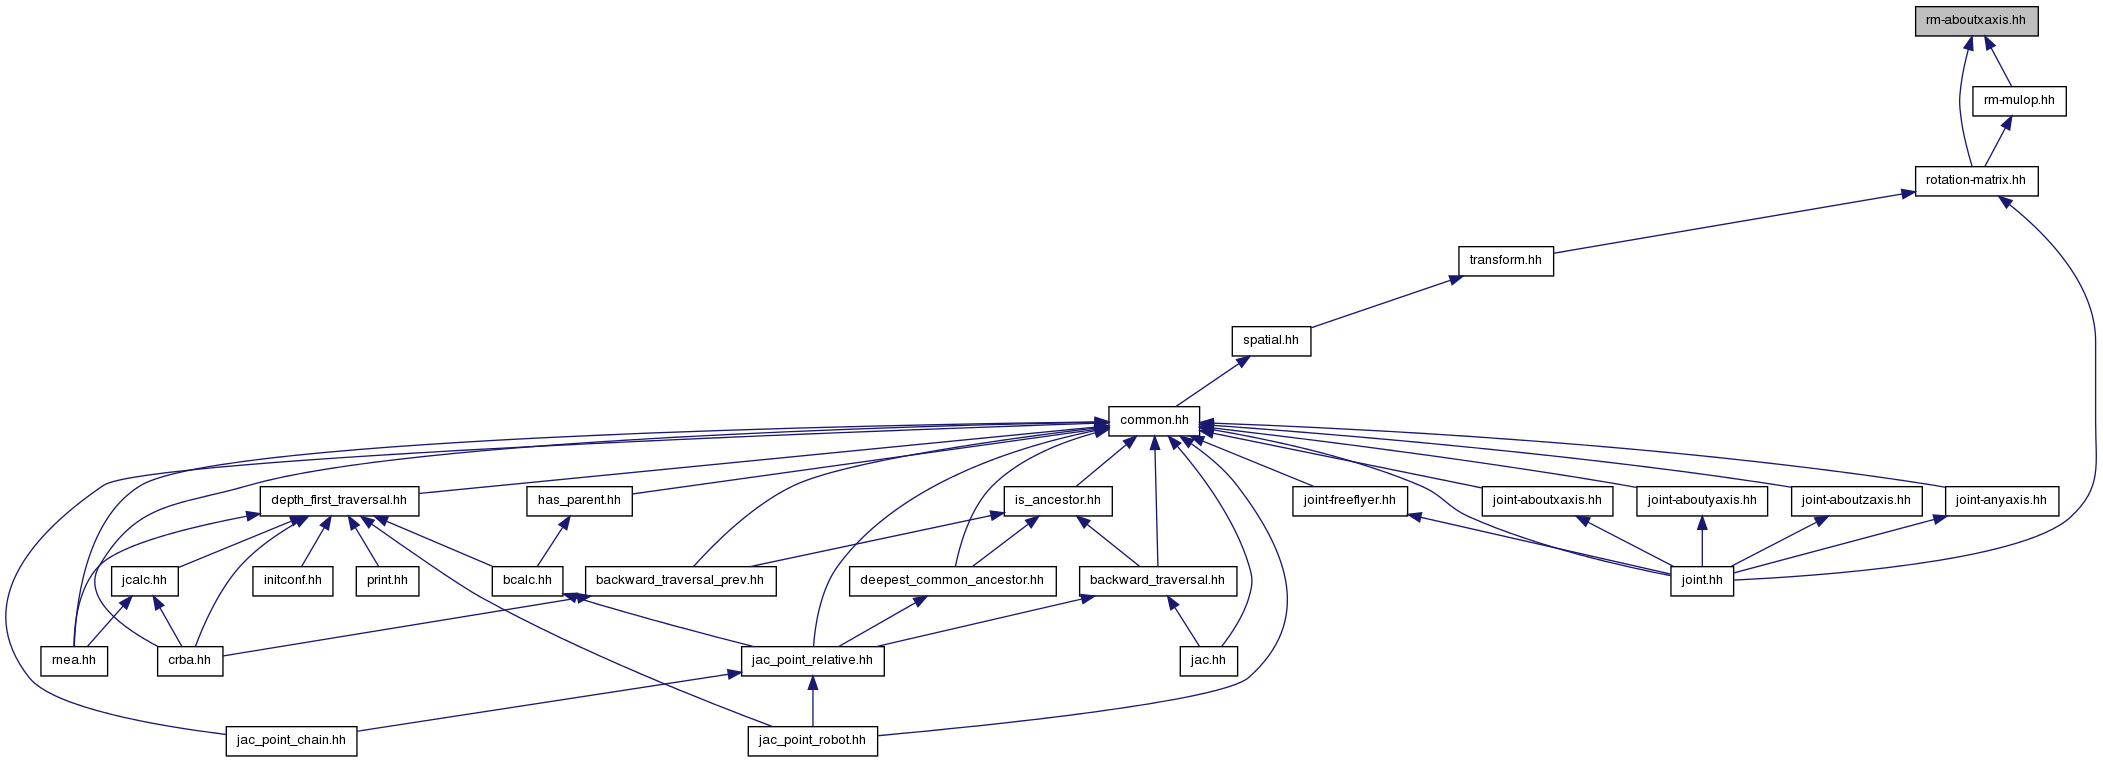 rm-aboutxaxis.hh
rm-mulop.hh
rotation-matrix.hh
transform.hh
spatial.hh
common.hh
depth_first_traversal.hh
has_parent.hh
is_ancestor.hh
joint-freeflyer.hh
joint-aboutxaxis.hh
joint-aboutyaxis.hh
joint-aboutzaxis.hh
joint-anyaxis.hh
jcalc.hh
initconf.hh
print.hh
bcalc.hh
backward_traversal_prev.hh
deepest_common_ancestor.hh
backward_traversal.hh
joint.hh
rnea.hh
crba.hh
jac_point_relative.hh
jac.hh
jac_point_chain.hh
jac_point_robot.hh